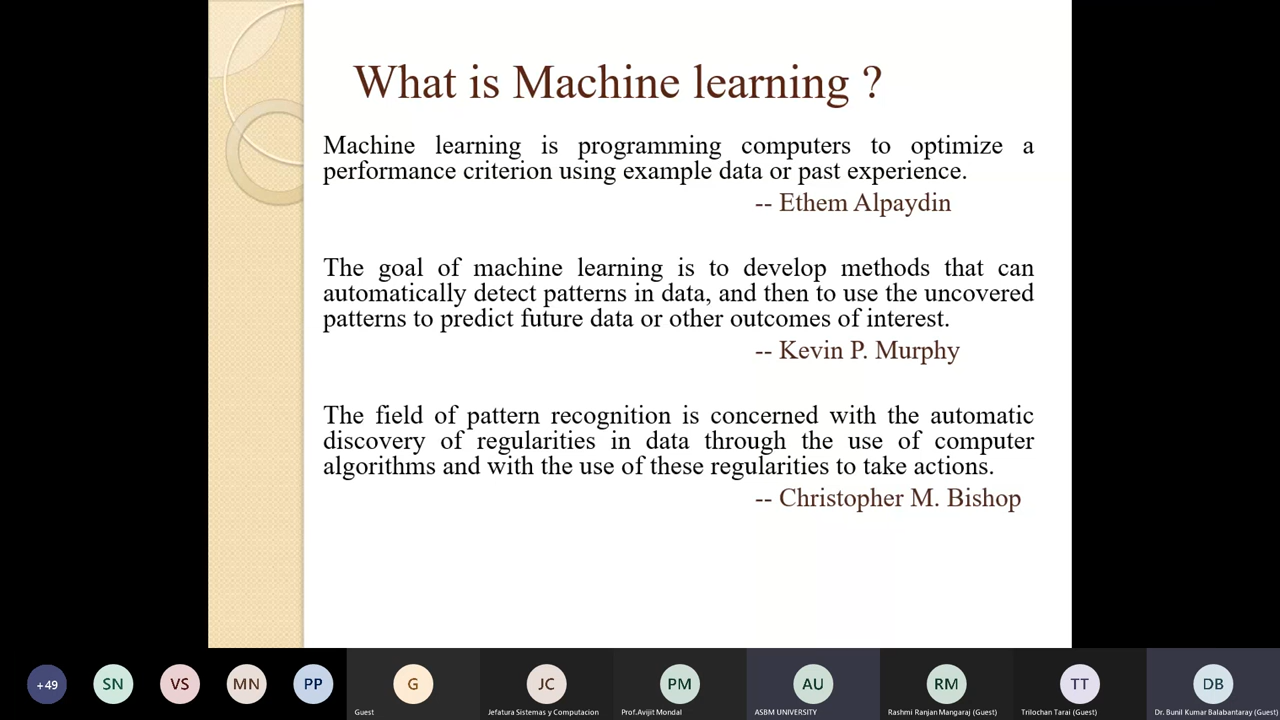 What is Machine learning ?
Machine learning is programming computers to optimize a
performance criterion using example data or past experience.
-- Ethem Alpaydin
The goal of machine learning is to develop methods that can
automatically detect patterns in data, and then to use the uncovered
patterns to predict future data or other outcomes of interest.
-- Kevin P. Murphy
The field of pattern recognition is concerned with the automatic
discovery of regularities in data through the use of computer
algorithms and with the use of these regularities to take actions.
-- Christopher M. Bishop
+49 SN VS MN PP G JC PM AU RM TT DB
Guest Jefatura Sistemas y Computacion Prof.Avijit Mondal ASBM UNIVERSITY Rashmi Ranjan Mangaraj (Guest) Trilochan Tarai (Guest) Dr. Bunil Kumar Balabantaray (Guest)